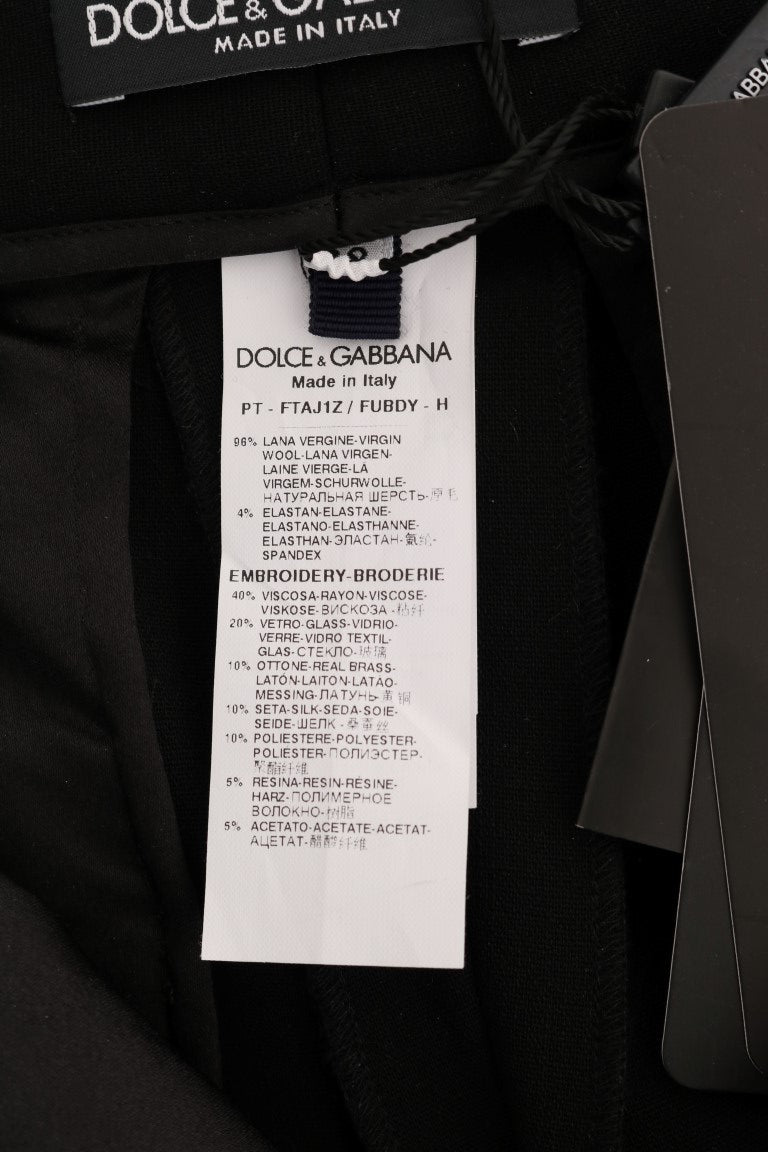 DOLCE & GA
MADE IN ITALY
ABBA
DOLCE & GABBANA
Made in Italy
PT - FTAJ1Z / FUBDY - H
96% LANA VERGINE-VIRGIN
WOOL-LANA VIRGEN-
LAINE VIERGE-LÃ
VIRGEM-SCHURWOLLE-
НАТУРАЛЬНАЯ ШЕРСТЬ-原毛
4% ELASTAN-ELASTANE-
ELASTANO-ELASTHANNE-
ELASTHAN-ЭЛАСТАН-氨纶-
SPANDEX
EMBROIDERY-BRODERIE
40% VISCOSA-RAYON-VISCOSE-
VISKOSE-ВИСКОЗА -粘纤
20% VETRO-GLASS-VIDRIO-
VERRE-VIDRO TEXTIL-
GLAS-СТЕКЛО-玻璃
10% OTTONE-REAL BRASS-
LATÓN-LAITON-LATÃO-
MESSING-ЛАТУНЬ-黄铜
10% SETA-SILK-SEDA-SOIE-
SEIDE-ШЕЛК -桑蚕丝
10% POLIESTERE-POLYESTER-
POLIESTER-ПОЛИЭСТЕР-
聚酯纤维
5% RESINA-RESIN-RÉSINE-
HARZ-ПОЛИМЕРНОЕ
ВОЛОКНО-树脂
5% ACETATO-ACETATE-ACETAT-
АЦЕТАТ-醋酸纤维